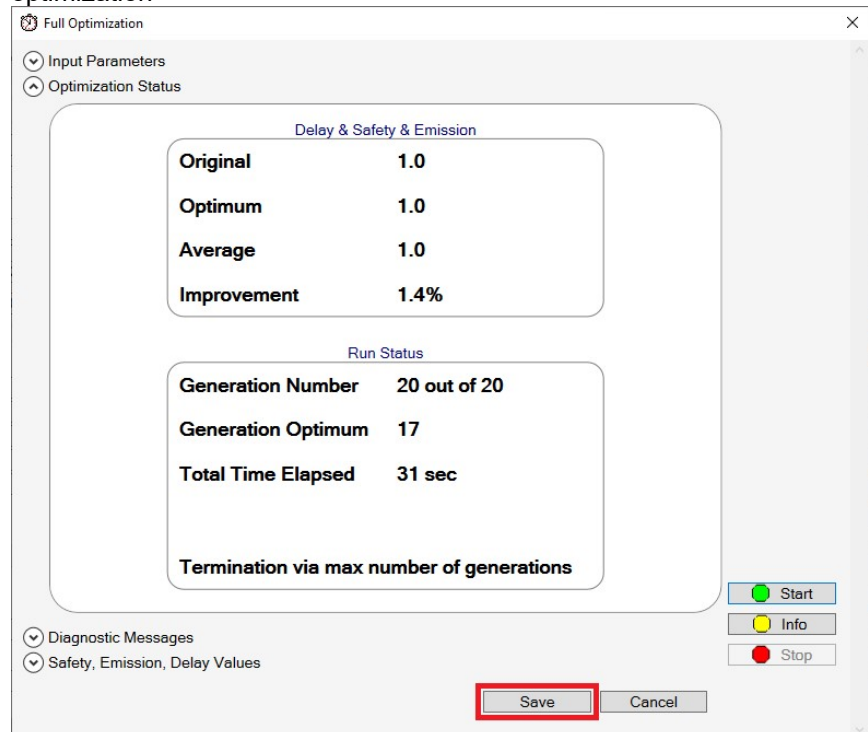 optimization
Full Optimization
Input Parameters
Optimization Status
Delay & Safety & Emission
Original 1.0
Optimum 1.0
Average 1.0
Improvement 1.4%
Run Status
Generation Number 20 out of 20
Generation Optimum 17
Total Time Elapsed 31 sec
Termination via max number of generations
Start
Info
Diagnostic Messages
Stop
Safety, Emission, Delay Values
Save Cancel